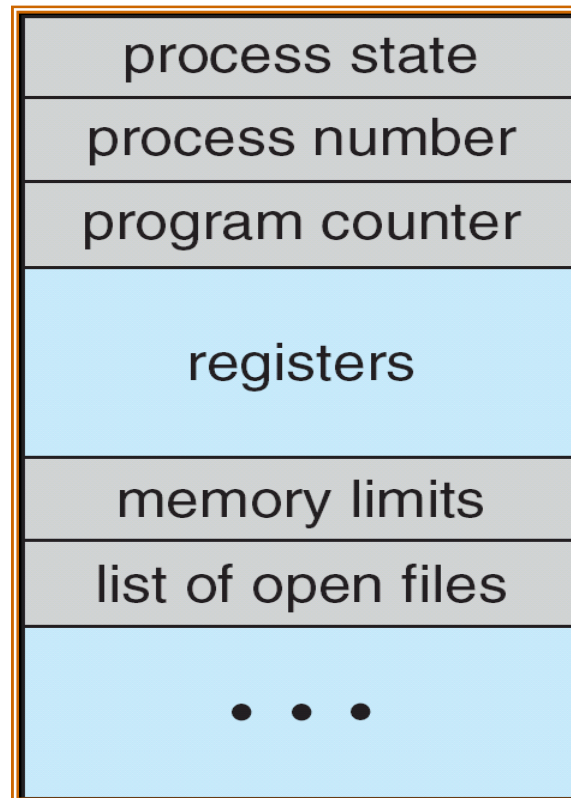 process state
process number
program counter
registers
memory limits
list of open files
• • •